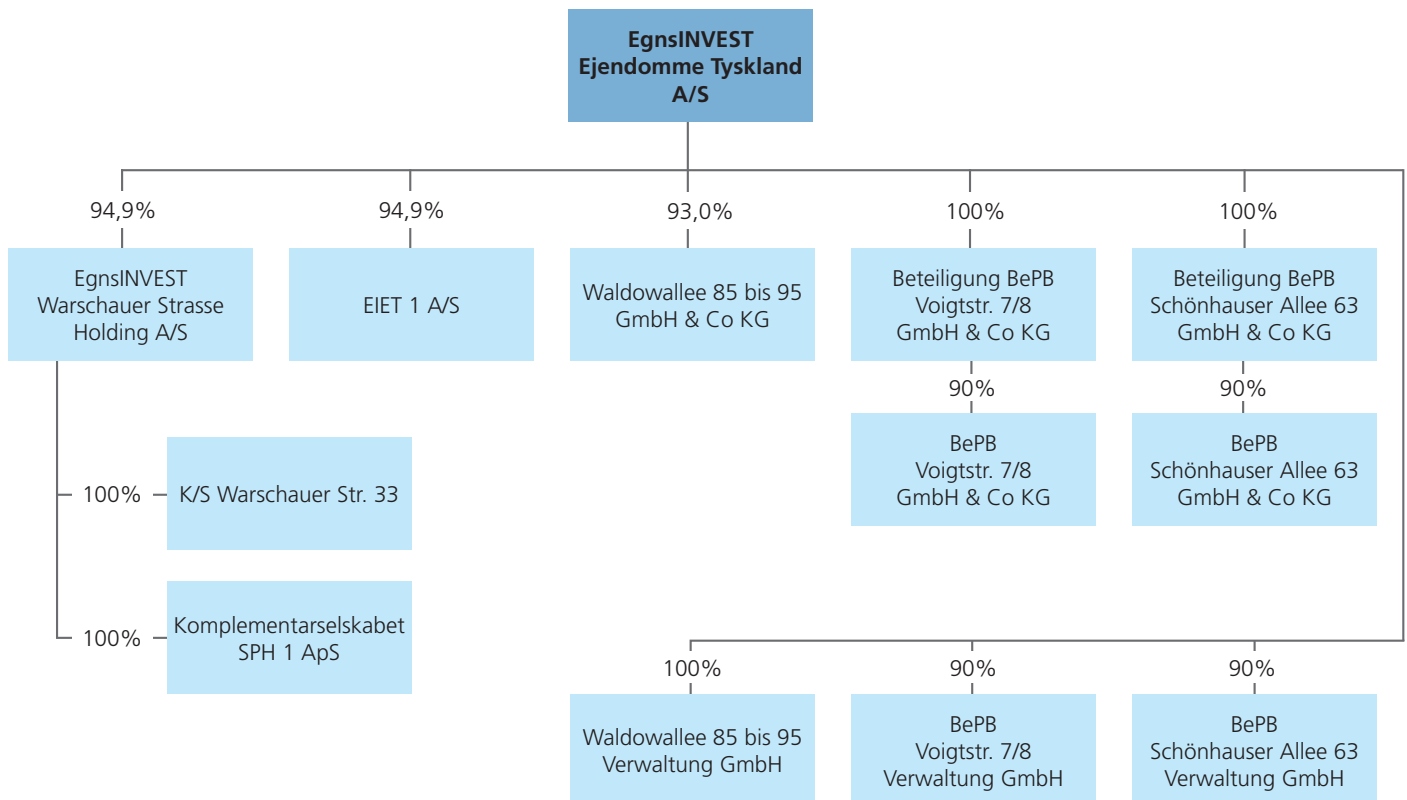 EgnsINVEST
Ejendomme Tyskland
A/S
94,9%
94,9%
93,0%
100%
100%
EgnsINVEST
Warschauer Strasse
Holding A/S
EIET 1 A/S
Waldowallee 85 bis 95
GmbH & Co KG
Beteiligung BePB
Voigtstr. 7/8
GmbH & Co KG
Beteiligung BePB
Schönhauser Allee 63
GmbH & Co KG
90%
90%
BePB
Voigtstr. 7/8
GmbH & Co KG
BePB
Schönhauser Allee 63
GmbH & Co KG
100%
K/S Warschauer Str. 33
100%
Komplementarselskabet
SPH 1 ApS
100%
90%
90%
Waldowallee 85 bis 95
Verwaltung GmbH
BePB
Voigtstr. 7/8
Verwaltung GmbH
BePB
Schönhauser Allee 63
Verwaltung GmbH